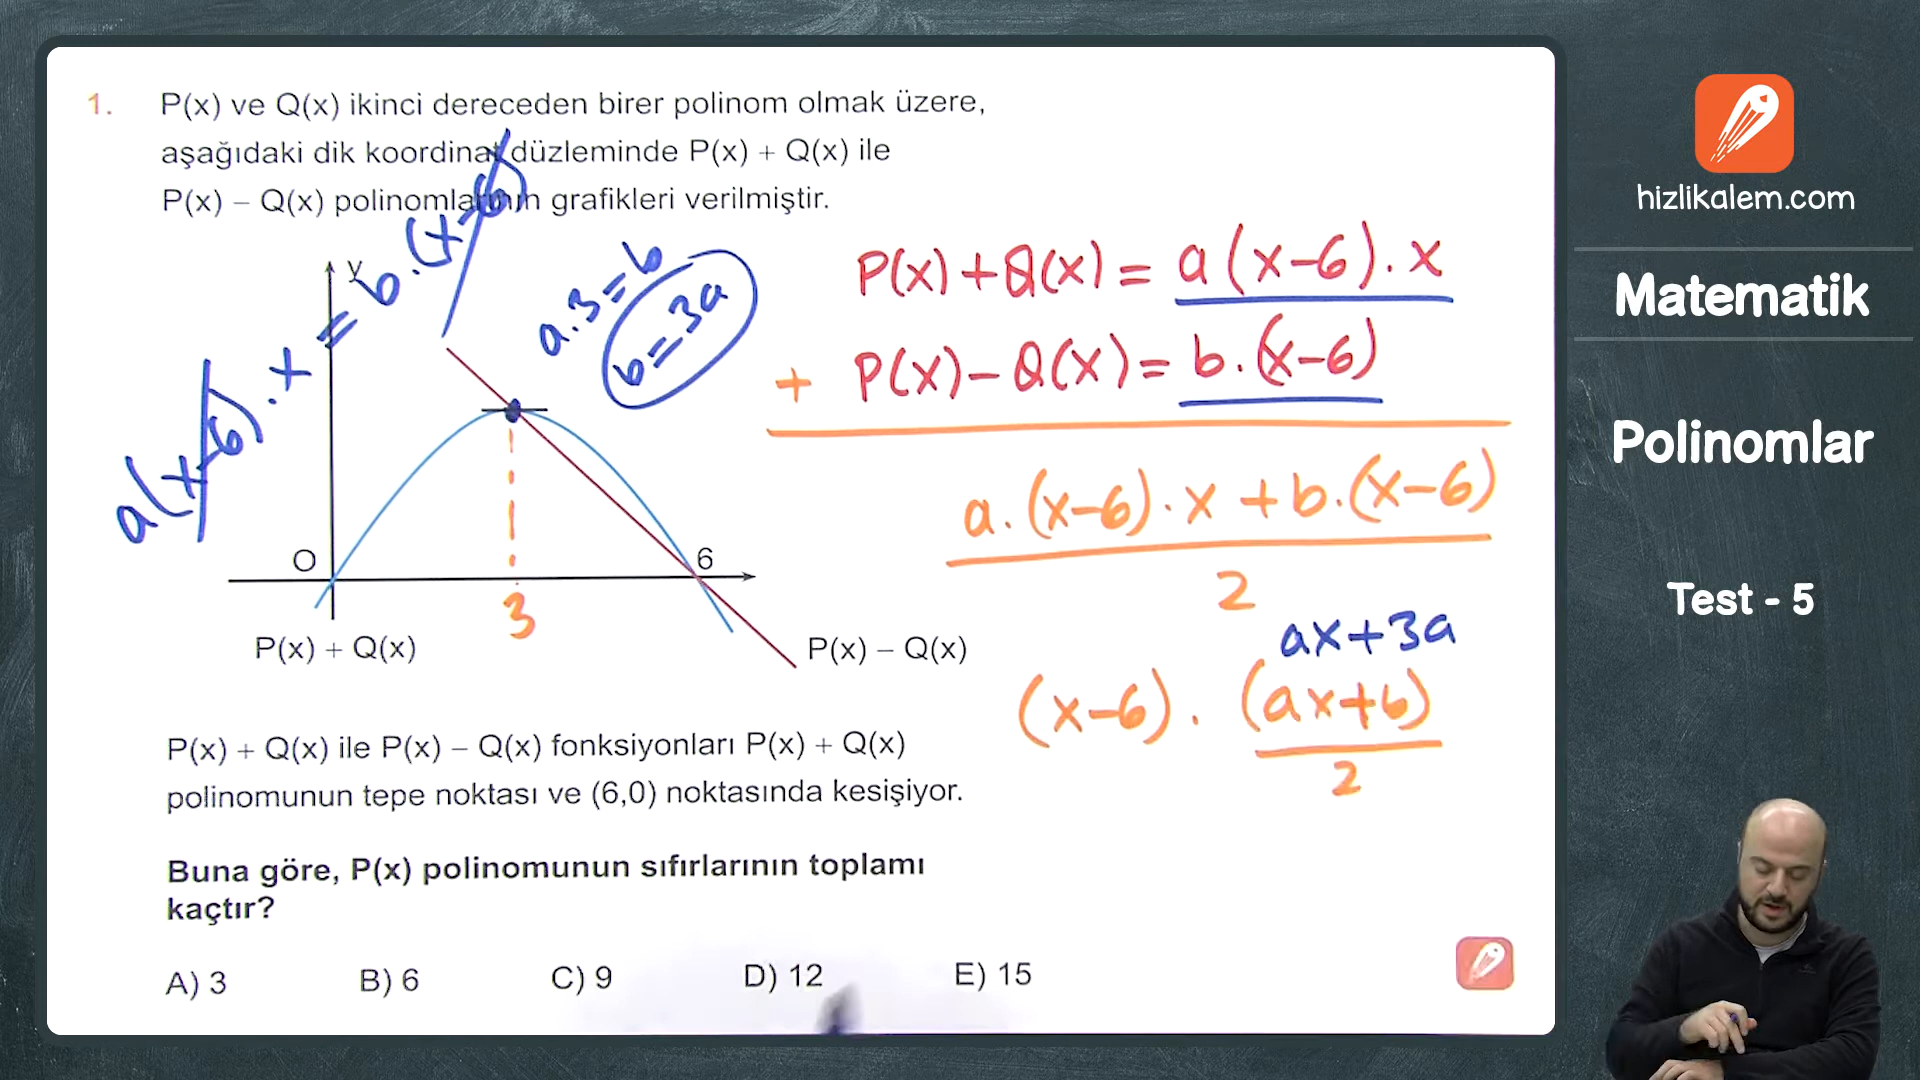 1. P(x) ve Q(x) ikinci dereceden birer polinom olmak üzere,
aşağıdaki dik koordinat düzleminde P(x) + Q(x) ile
P(x) – Q(x) polinomlarının grafikleri verilmiştir.
y
a(x-6).x = b.(x-6)
a.3=b
b=3a
O
6
3
P(x) + Q(x)
P(x) – Q(x)
P(x)+Q(x) = a(x-6).x
+ P(x)-Q(x) = b.(x-6)
a.(x-6).x + b.(x-6)
2
ax+3a
(x-6).(ax+b)
2
P(x) + Q(x) ile P(x) – Q(x) fonksiyonları P(x) + Q(x)
polinomunun tepe noktası ve (6,0) noktasında kesişiyor.
Buna göre, P(x) polinomunun sıfırlarının toplamı
kaçtır?
A) 3 B) 6 C) 9 D) 12 E) 15
hizlikalem.com
Matematik
Polinomlar
Test - 5